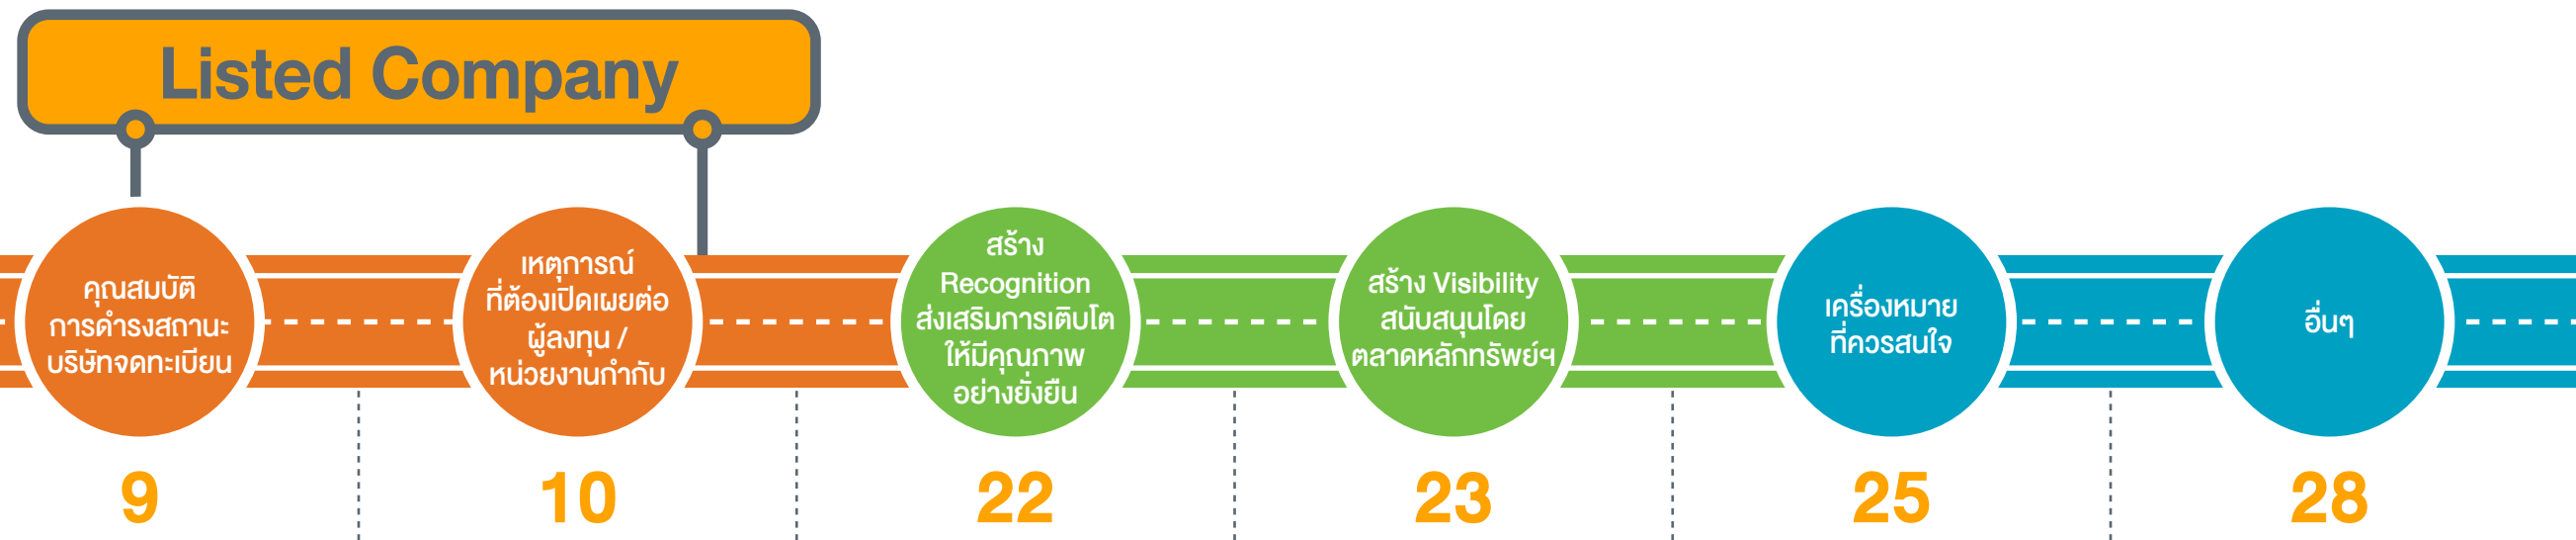 Listed Company
คุณสมบัติ
การดำรงสถานะ
บริษัทจดทะเบียน
9
เหตุการณ์
ที่ต้องเปิดเผยต่อ
ผู้ลงทุน /
หน่วยงานกำกับ
10
สร้าง
Recognition
ส่งเสริมการเติบโต
ให้มีคุณภาพ
อย่างยั่งยืน
22
สร้าง Visibility
สนับสนุนโดย
ตลาดหลักทรัพย์ฯ
23
เครื่องหมาย
ที่ควรสนใจ
25
อื่นๆ
28